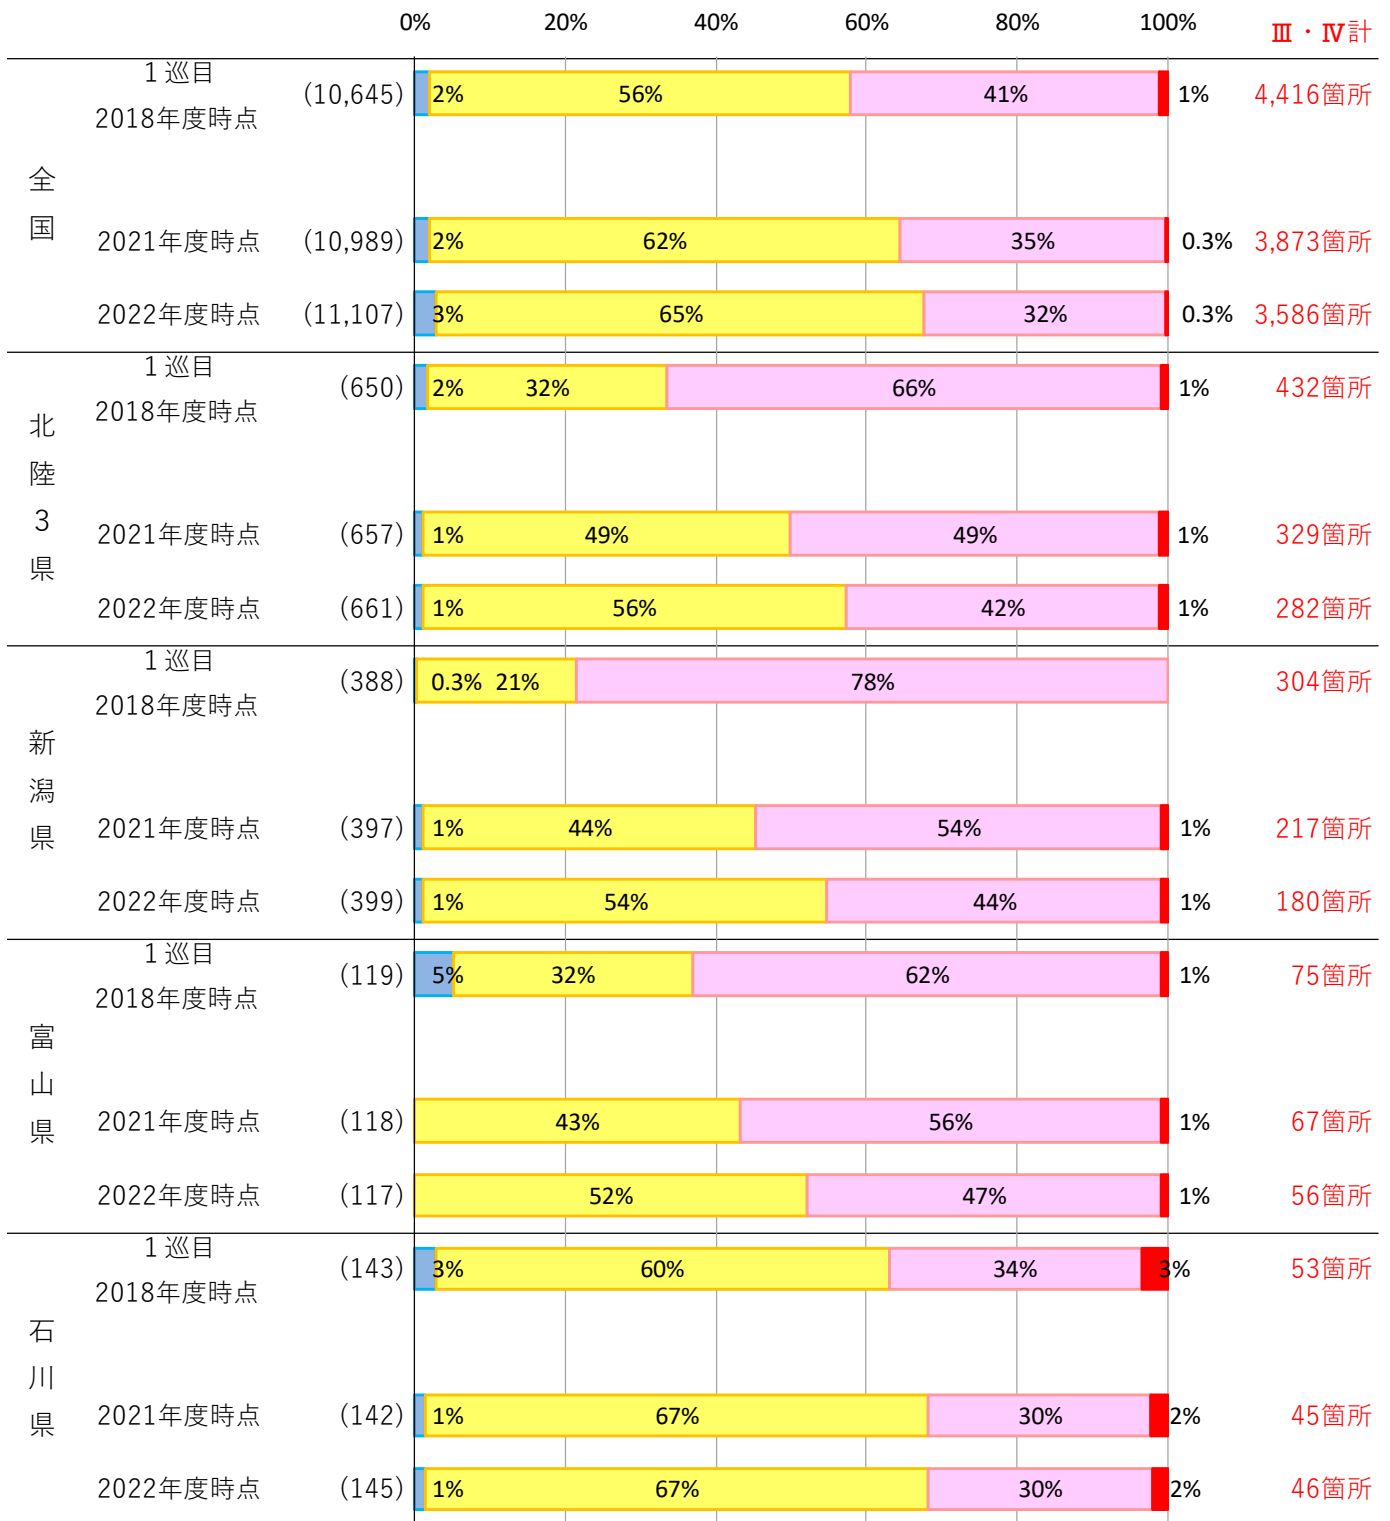 0% 20% 40% 60% 80% 100% Ⅲ・Ⅳ計
全国
１巡目
2018年度時点 (10,645) 2% 56% 41% 1% 4,416箇所
2021年度時点 (10,989) 2% 62% 35% 0.3% 3,873箇所
2022年度時点 (11,107) 3% 65% 32% 0.3% 3,586箇所
北陸３県
１巡目
2018年度時点 (650) 2% 32% 66% 1% 432箇所
2021年度時点 (657) 1% 49% 49% 1% 329箇所
2022年度時点 (661) 1% 56% 42% 1% 282箇所
新潟県
１巡目
2018年度時点 (388) 0.3% 21% 78% 304箇所
2021年度時点 (397) 1% 44% 54% 1% 217箇所
2022年度時点 (399) 1% 54% 44% 1% 180箇所
富山県
１巡目
2018年度時点 (119) 5% 32% 62% 1% 75箇所
2021年度時点 (118) 43% 56% 1% 67箇所
2022年度時点 (117) 52% 47% 1% 56箇所
石川県
１巡目
2018年度時点 (143) 3% 60% 34% 3% 53箇所
2021年度時点 (142) 1% 67% 30% 2% 45箇所
2022年度時点 (145) 1% 67% 30% 2% 46箇所